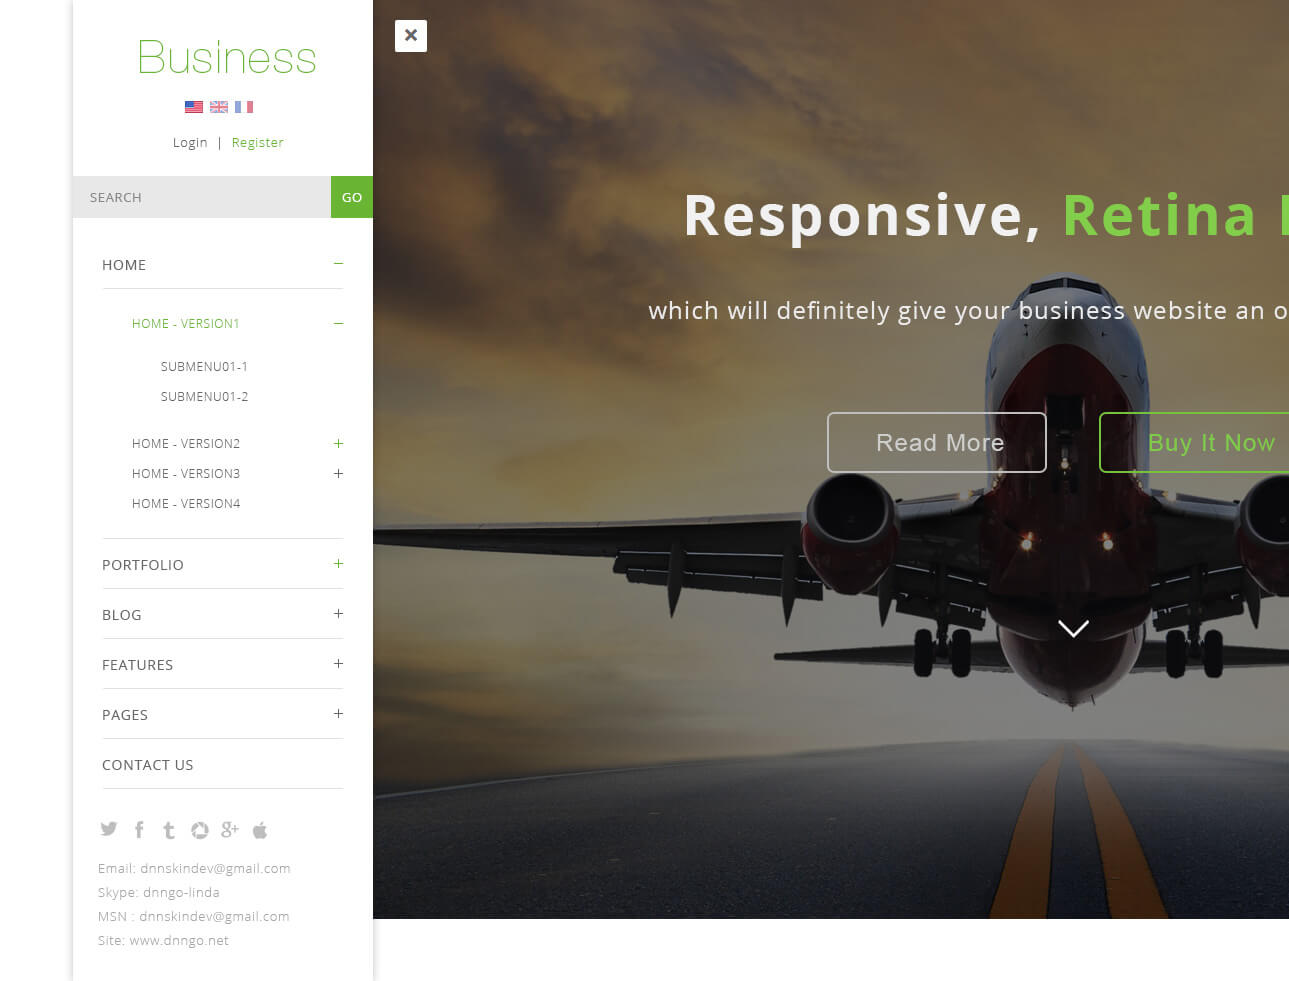 Business
Login | Register
SEARCH GO
HOME
HOME - VERSION1
SUBMENU01-1
SUBMENU01-2
HOME - VERSION2
HOME - VERSION3
HOME - VERSION4
PORTFOLIO
BLOG
FEATURES
PAGES
CONTACT US
Email: dnnskindev@gmail.com
Skype: dnngo-linda
MSN : dnnskindev@gmail.com
Site: www.dnngo.net
Responsive, Retina
which will definitely give your business website an
Read More
Buy It Now